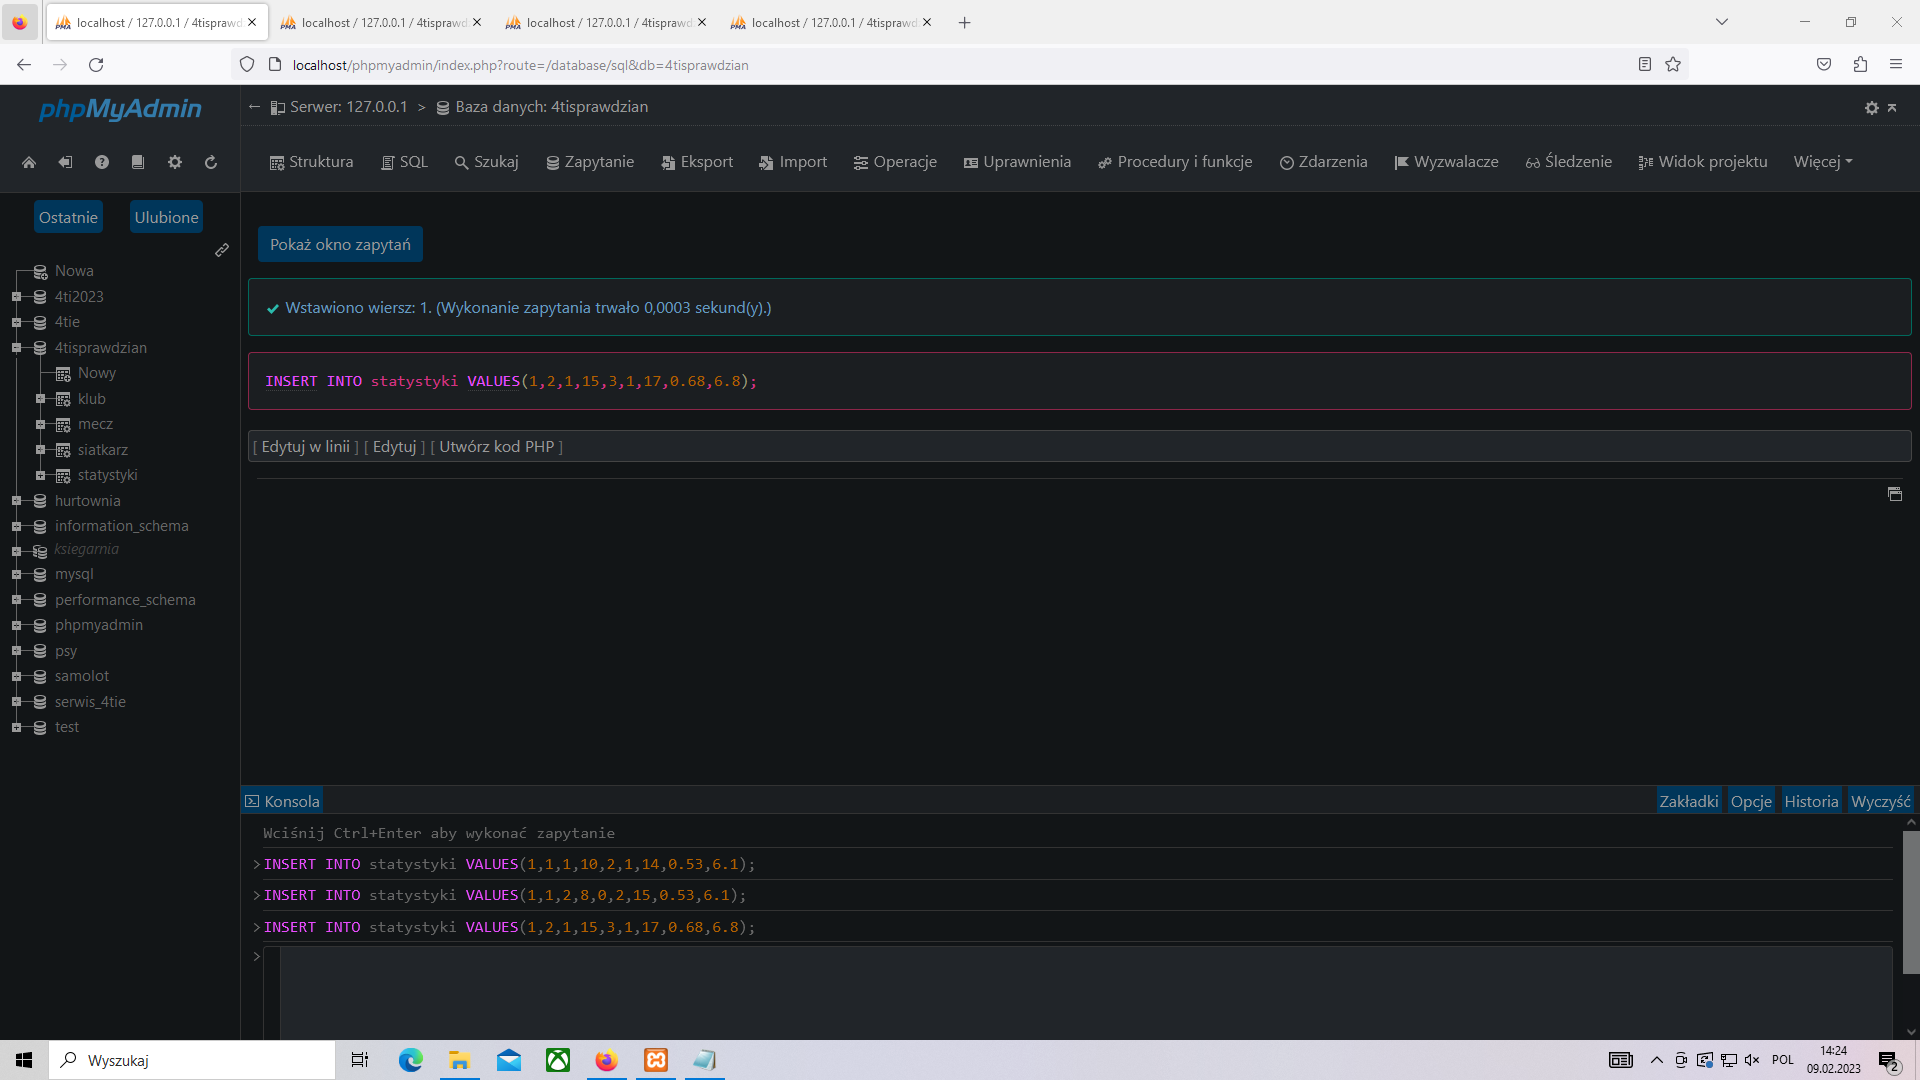 localhost / 127.0.0.1 / 4tisprawd
localhost / 127.0.0.1 / 4tisprawd
localhost / 127.0.0.1 / 4tisprawd
localhost / 127.0.0.1 / 4tisprawd
localhost/phpmyadmin/index.php?route=/database/sql&db=4tisprawdzian
phpMyAdmin
Serwer: 127.0.0.1 > Baza danych: 4tisprawdzian
Struktura SQL Szukaj Zapytanie Eksport Import Operacje Uprawnienia Procedury i funkcje Zdarzenia Wyzwalacze Śledzenie Widok projektu Więcej
Ostatnie Ulubione
Nowa
4ti2023
4tie
4tisprawdzian
Nowy
klub
mecz
siatkarz
statystyki
hurtownia
information_schema
ksiegarnia
mysql
performance_schema
phpmyadmin
psy
samolot
serwis_4tie
test
Pokaż okno zapytań
Wstawiono wiersz: 1. (Wykonanie zapytania trwało 0,0003 sekund(y).)
INSERT INTO statystyki VALUES(1,2,1,15,3,1,17,0.68,6.8);
[ Edytuj w linii ] [ Edytuj ] [ Utwórz kod PHP ]
Konsola
Zakładki Opcje Historia Wyczyść
Wciśnij Ctrl+Enter aby wykonać zapytanie
>INSERT INTO statystyki VALUES(1,1,1,10,2,1,14,0.53,6.1);
>INSERT INTO statystyki VALUES(1,1,2,8,0,2,15,0.53,6.1);
>INSERT INTO statystyki VALUES(1,2,1,15,3,1,17,0.68,6.8);
>
Wyszukaj
POL
14:24
09.02.2023
2